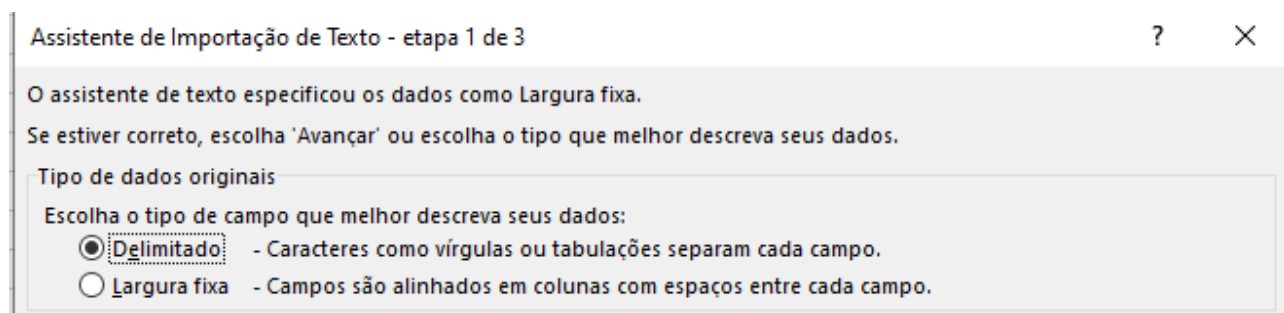 Assistente de Importação de Texto - etapa 1 de 3 ? ×
O assistente de texto especificou os dados como Largura fixa.
Se estiver correto, escolha 'Avançar' ou escolha o tipo que melhor descreva seus dados.
Tipo de dados originais
Escolha o tipo de campo que melhor descreva seus dados:
Delimitado - Caracteres como vírgulas ou tabulações separam cada campo.
Largura fixa - Campos são alinhados em colunas com espaços entre cada campo.